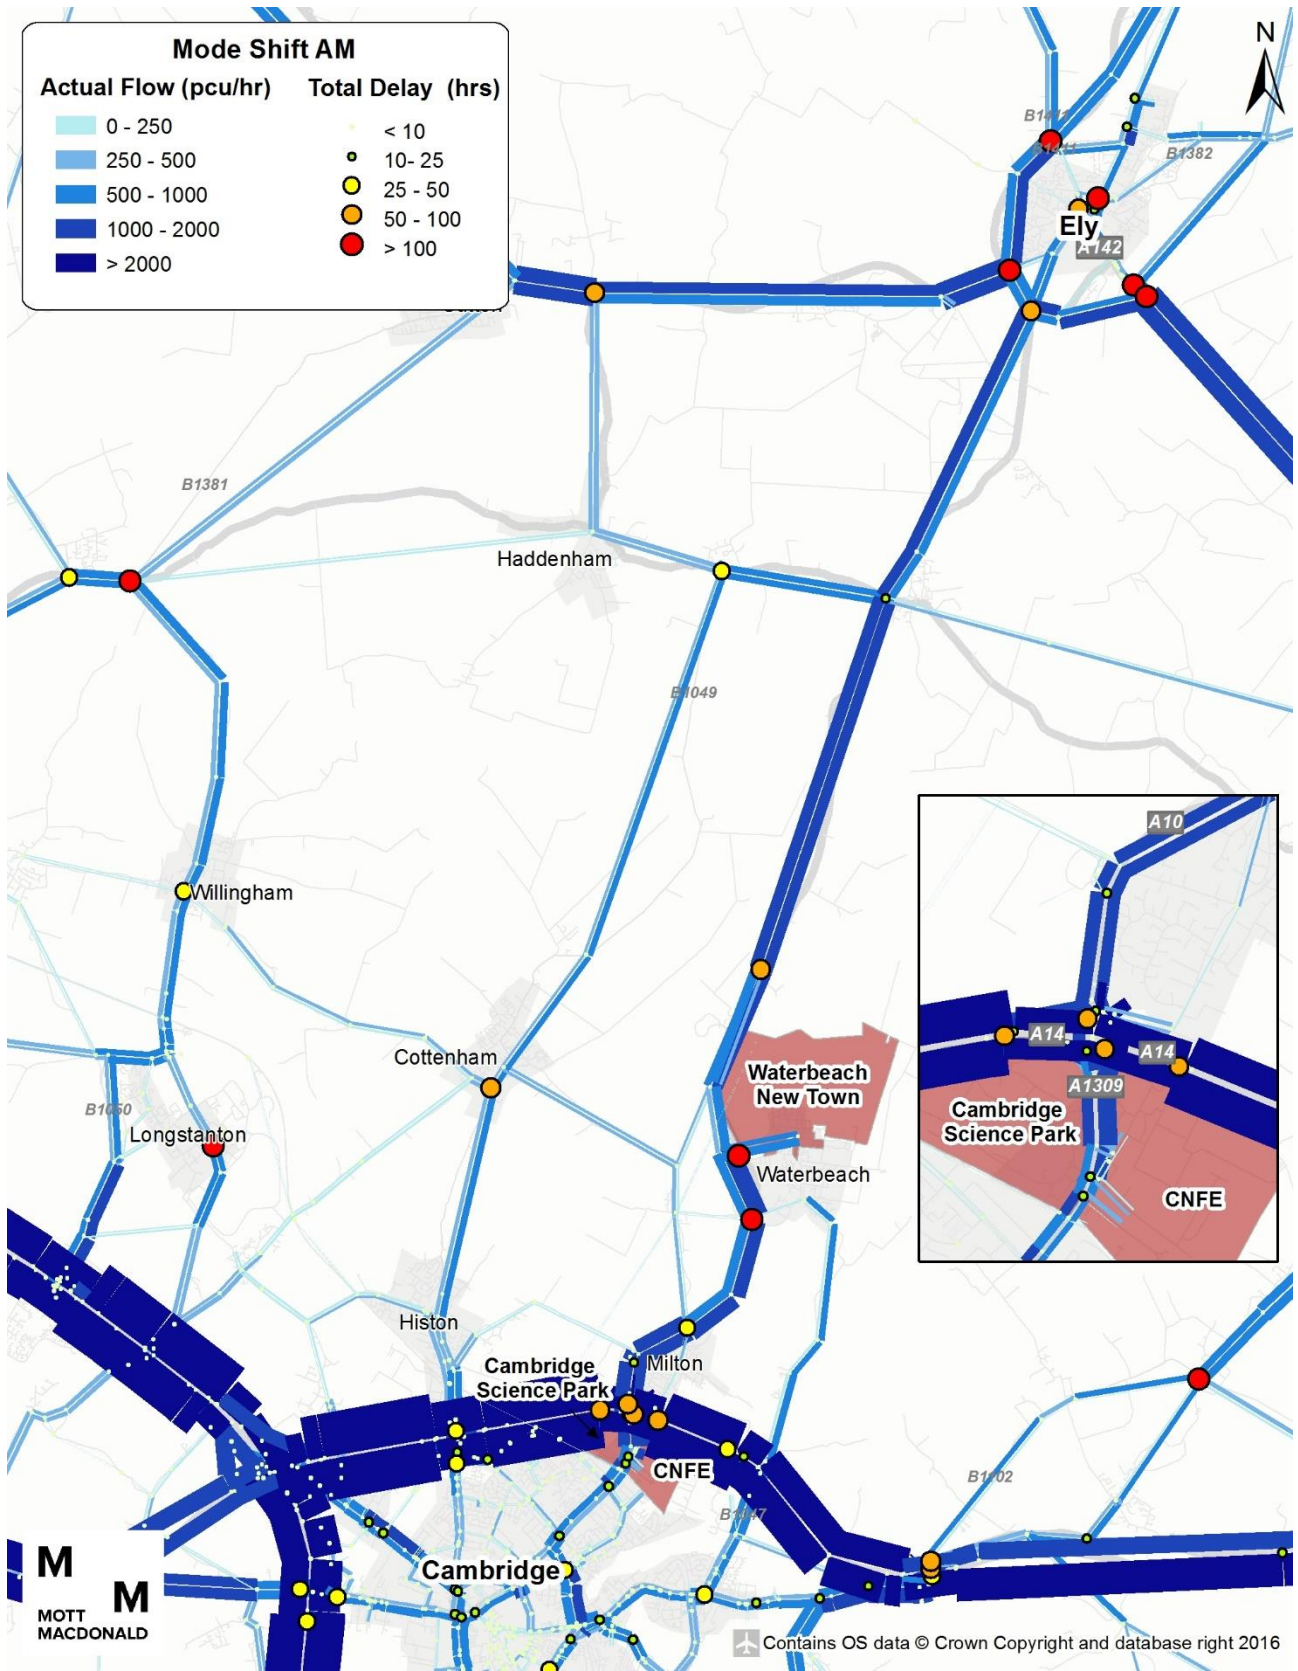 Mode Shift AM
Actual Flow (pcu/hr)
Total Delay (hrs)
0 - 250
< 10
250 - 500
10- 25
500 - 1000
25 - 50
1000 - 2000
50 - 100
> 2000
> 100
N
B1411
B1382
Ely
A142
B1381
Haddenham
B1049
A10
Willingham
A14
A14
A1309
Cambridge
Science Park
CNFE
Cottenham
Waterbeach
New Town
B1050
Longstanton
Waterbeach
Histon
Cambridge
Science Park
Milton
CNFE
B1102
B1047
Cambridge
M
M
MOTT
MACDONALD
Contains OS data © Crown Copyright and database right 2016